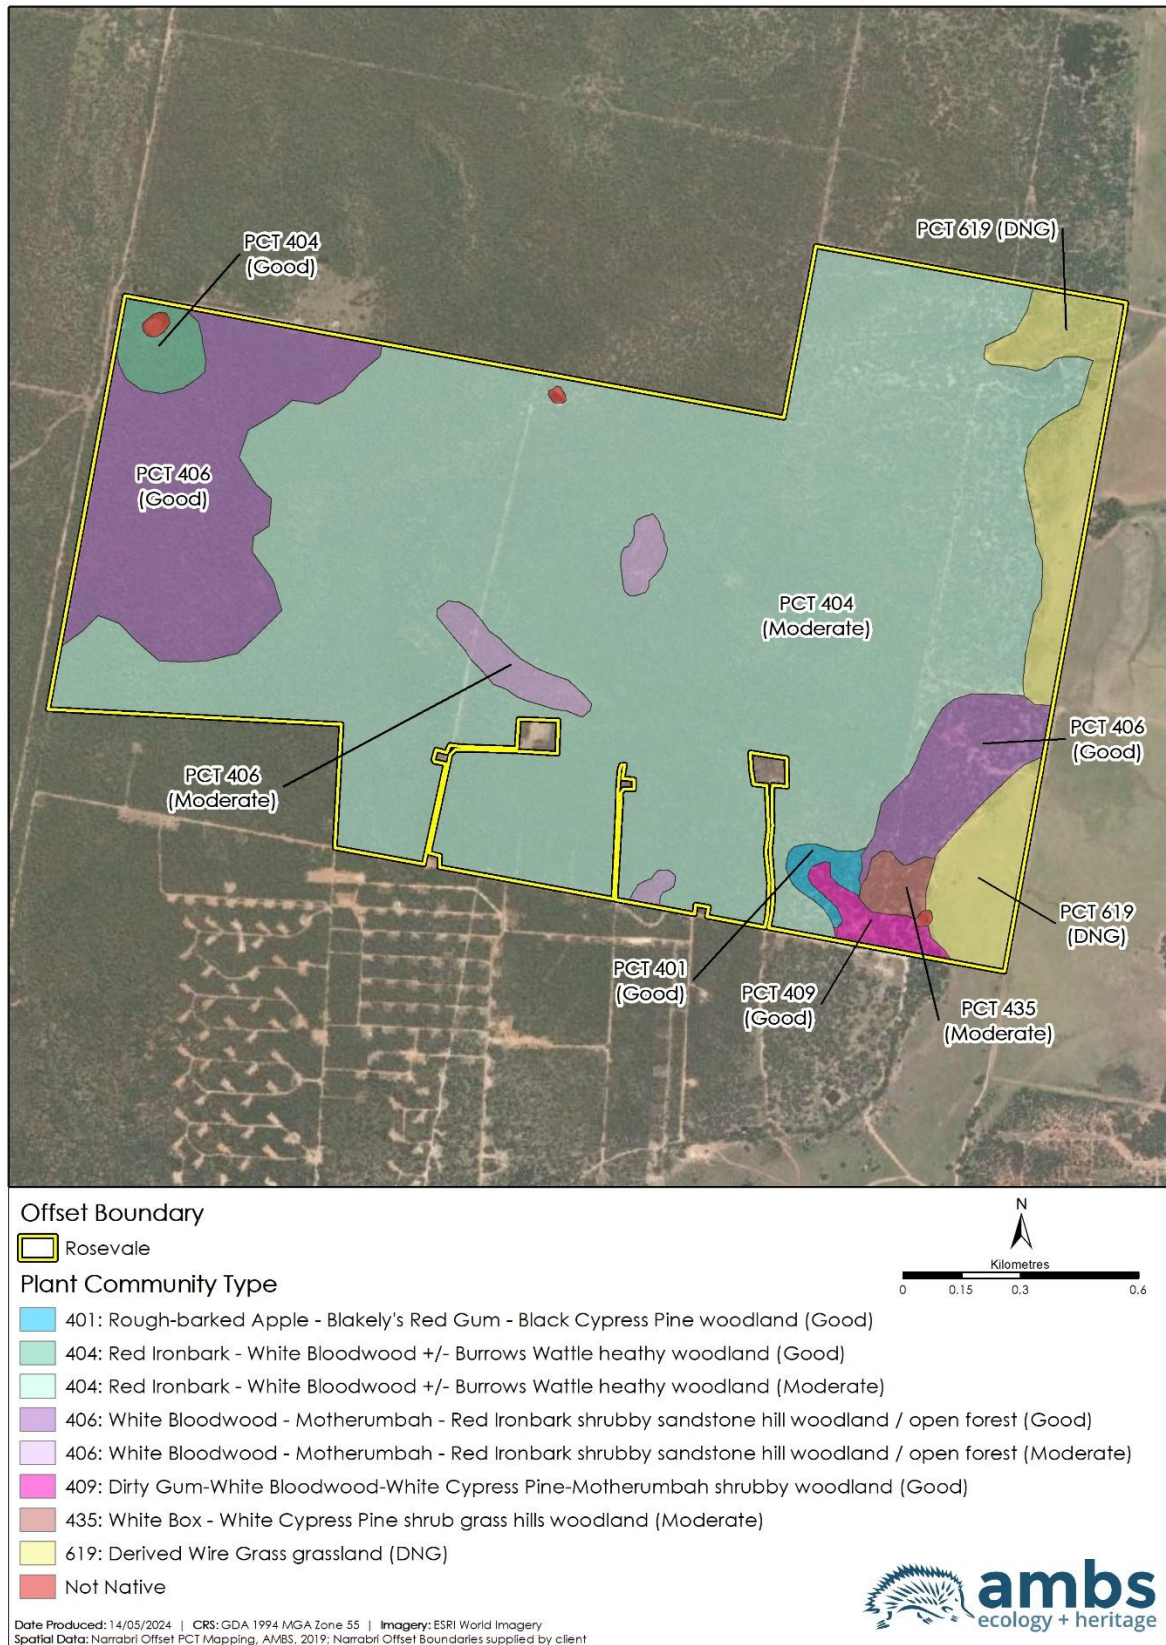 PCT 619 (DNG)
PCT 404
(Good)
PCT 406
(Good)
PCT 404
(Moderate)
PCT 406
(Good)
PCT 406
(Moderate)
PCT 619
(DNG)
PCT 401
(Good)
PCT 409
(Good)
PCT 435
(Moderate)
Offset Boundary
Rosevale
Plant Community Type
401: Rough-barked Apple - Blakely's Red Gum - Black Cypress Pine woodland (Good)
404: Red Ironbark - White Bloodwood +/- Burrows Wattle heathy woodland (Good)
404: Red Ironbark - White Bloodwood +/- Burrows Wattle heathy woodland (Moderate)
406: White Bloodwood - Motherumbah - Red Ironbark shrubby sandstone hill woodland / open forest (Good)
406: White Bloodwood - Motherumbah - Red Ironbark shrubby sandstone hill woodland / open forest (Moderate)
409: Dirty Gum-White Bloodwood-White Cypress Pine-Motherumbah shrubby woodland (Good)
435: White Box - White Cypress Pine shrub grass hills woodland (Moderate)
619: Derived Wire Grass grassland (DNG)
Not Native
N
Kilometres
0 0.15 0.3 0.6
ambs
ecology + heritage
Date Produced: 14/05/2024 | CRS: GDA 1994 MGA Zone 55 | Imagery: ESRI World Imagery
Spatial Data: Narrabri Offset PCT Mapping, AMBS, 2019; Narrabri Offset Boundaries supplied by client